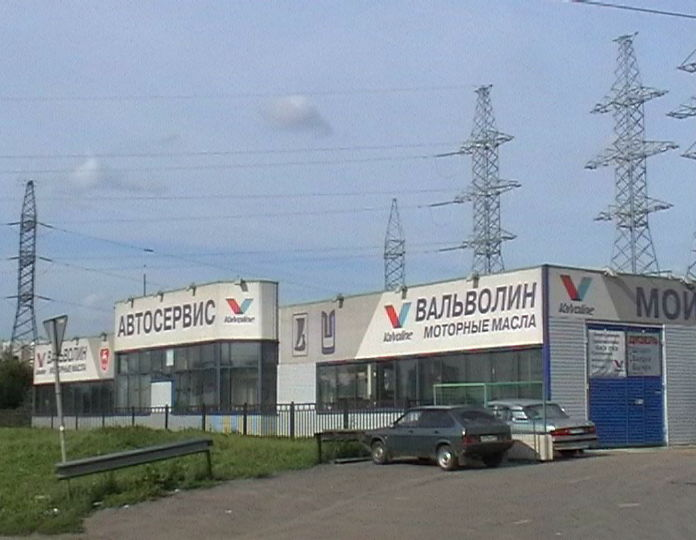 АВТОСЕРВИС
Valvoline
ВАЛЬВОЛИН
МОТОРНЫЕ МАСЛА
ВАЛЬВОЛИН
МОТОРНЫЕ МАСЛА
Valvoline
Valvoline
МОЙ